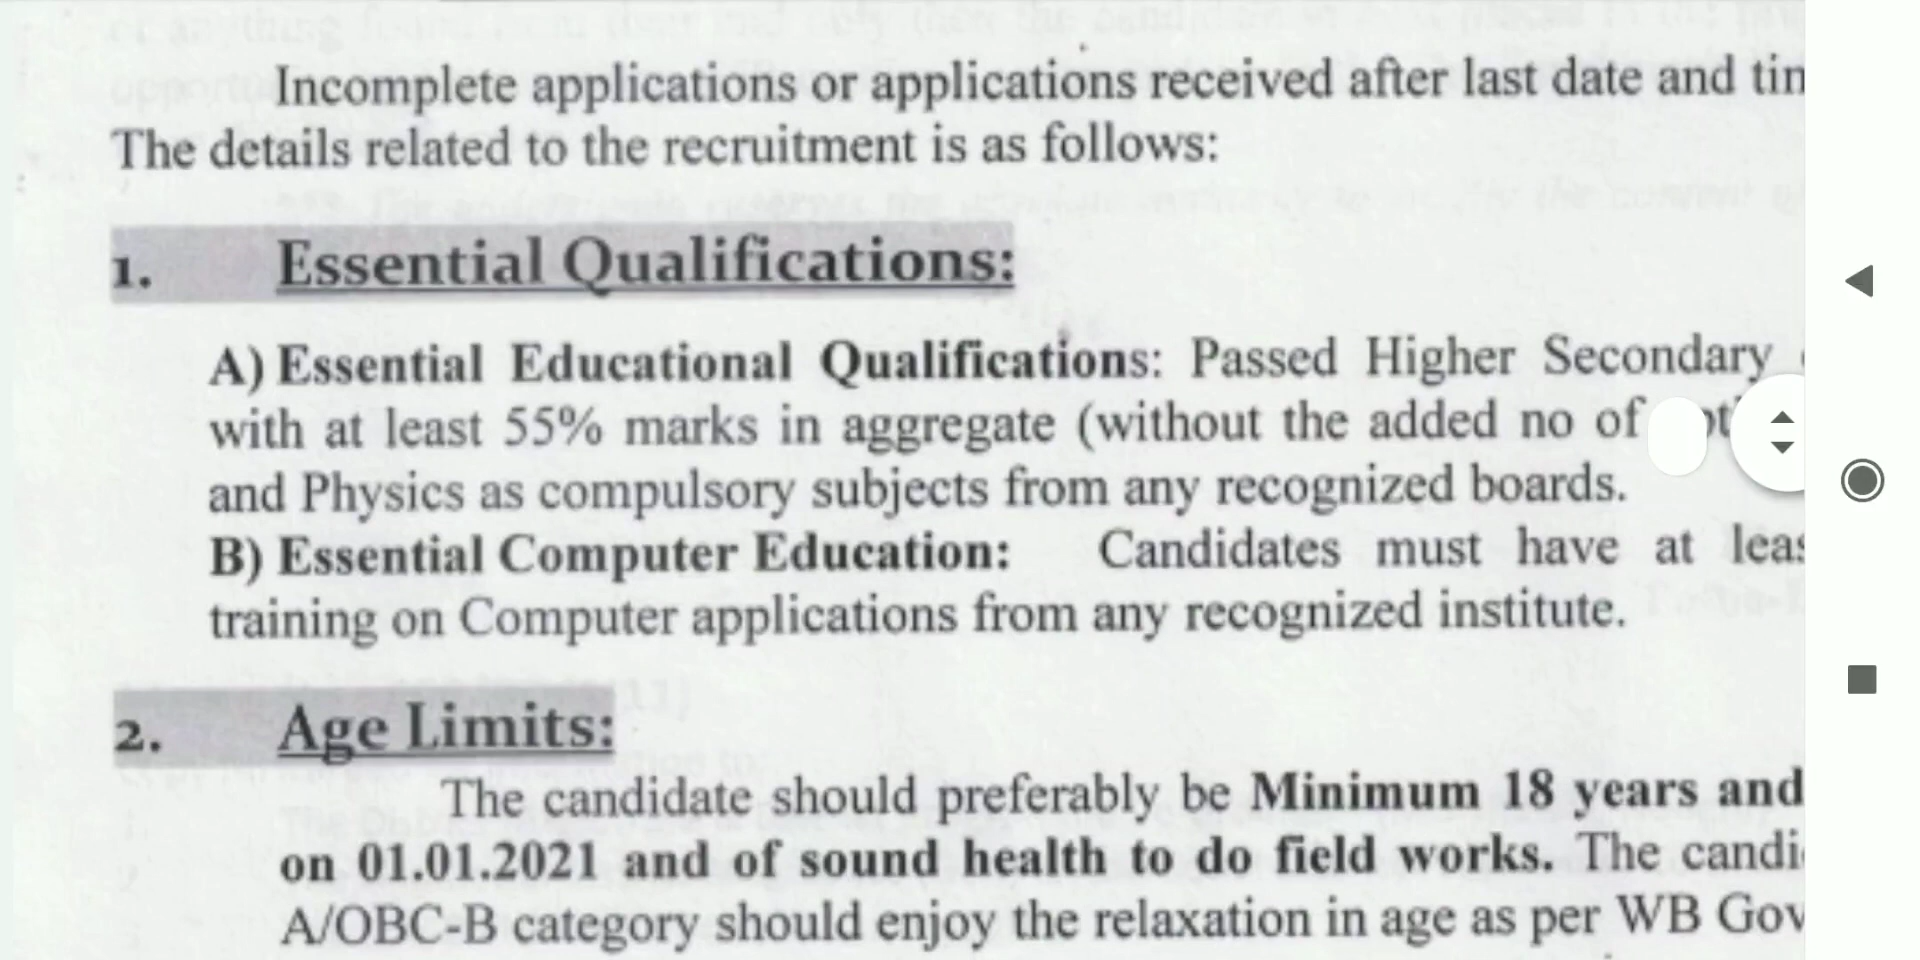 Incomplete applications or applications received after last date and
The details related to the recruitment is as follows:
1. Essential Qualifications:
A) Essential Educational Qualifications: Passed Higher Secondary
with at least 55% marks in aggregate (without the added no of
and Physics as compulsory subjects from any recognized boards.
B) Essential Computer Education: Candidates must have at
training on Computer applications from any recognized institute.
2. Age Limits:
The candidate should preferably be Minimum 18 years and
on 01.01.2021 and of sound health to do field works. The
A/OBC-B category should enjoy the relaxation in age as per WB